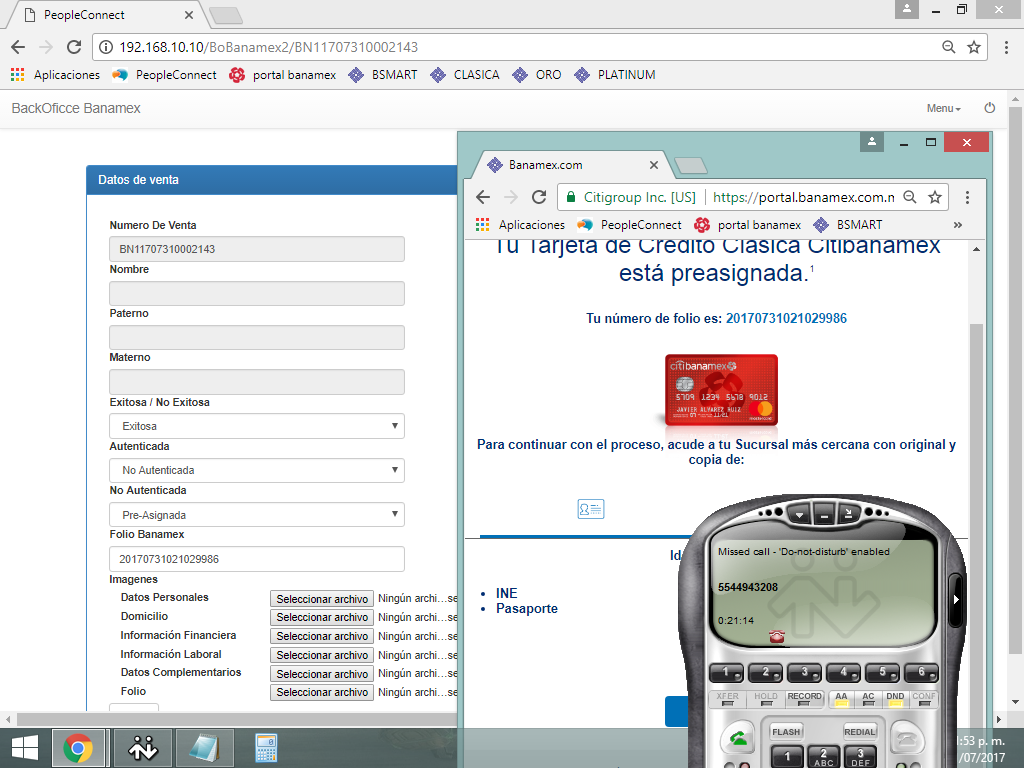 PeopleConnect
192.168.10.10/BoBanamex2/BN11707310002143
Aplicaciones PeopleConnect portal banamex BSMART CLASICA ORO PLATINUM
BackOficce Banamex
Menu
Datos de venta
Numero De Venta
BN11707310002143
Nombre
Paterno
Materno
Exitosa / No Exitosa
Exitosa
Autenticada
No Autenticada
No Autenticada
Pre-Asignada
Folio Banamex
20170731021029986
Imagenes
Datos Personales Seleccionar archivo Ningún archi...se
Domicilio Seleccionar archivo Ningún archi...se
Información Financiera Seleccionar archivo Ningún archi...se
Información Laboral Seleccionar archivo Ningún archi...se
Datos Complementarios Seleccionar archivo Ningún archi...se
Folio Seleccionar archivo Ningún archi...se
Banamex.com
Citigroup Inc. [US] https://portal.banamex.com.m
Aplicaciones PeopleConnect portal banamex BSMART »
Tu Tarjeta de Crédito Clásica Citibanamex
está preasignada.1
Tu número de folio es: 20170731021029986
citibanamex
5709 1234 5678 9012
JAVIER ALVAREZ RUIZ
Para continuar con el proceso, acude a tu Sucursal más cercana con original y
copia de:
Id
INE
Pasaporte
Missed call - 'Do-not-disturb' enabled
5544943208
0:21:14
1 2 3 4 5 6
XFER HOLD RECORD AA AC DND CONF
FLASH REDIAL
1 2 ABC 3 DEF
:53 p. m.
/07/2017